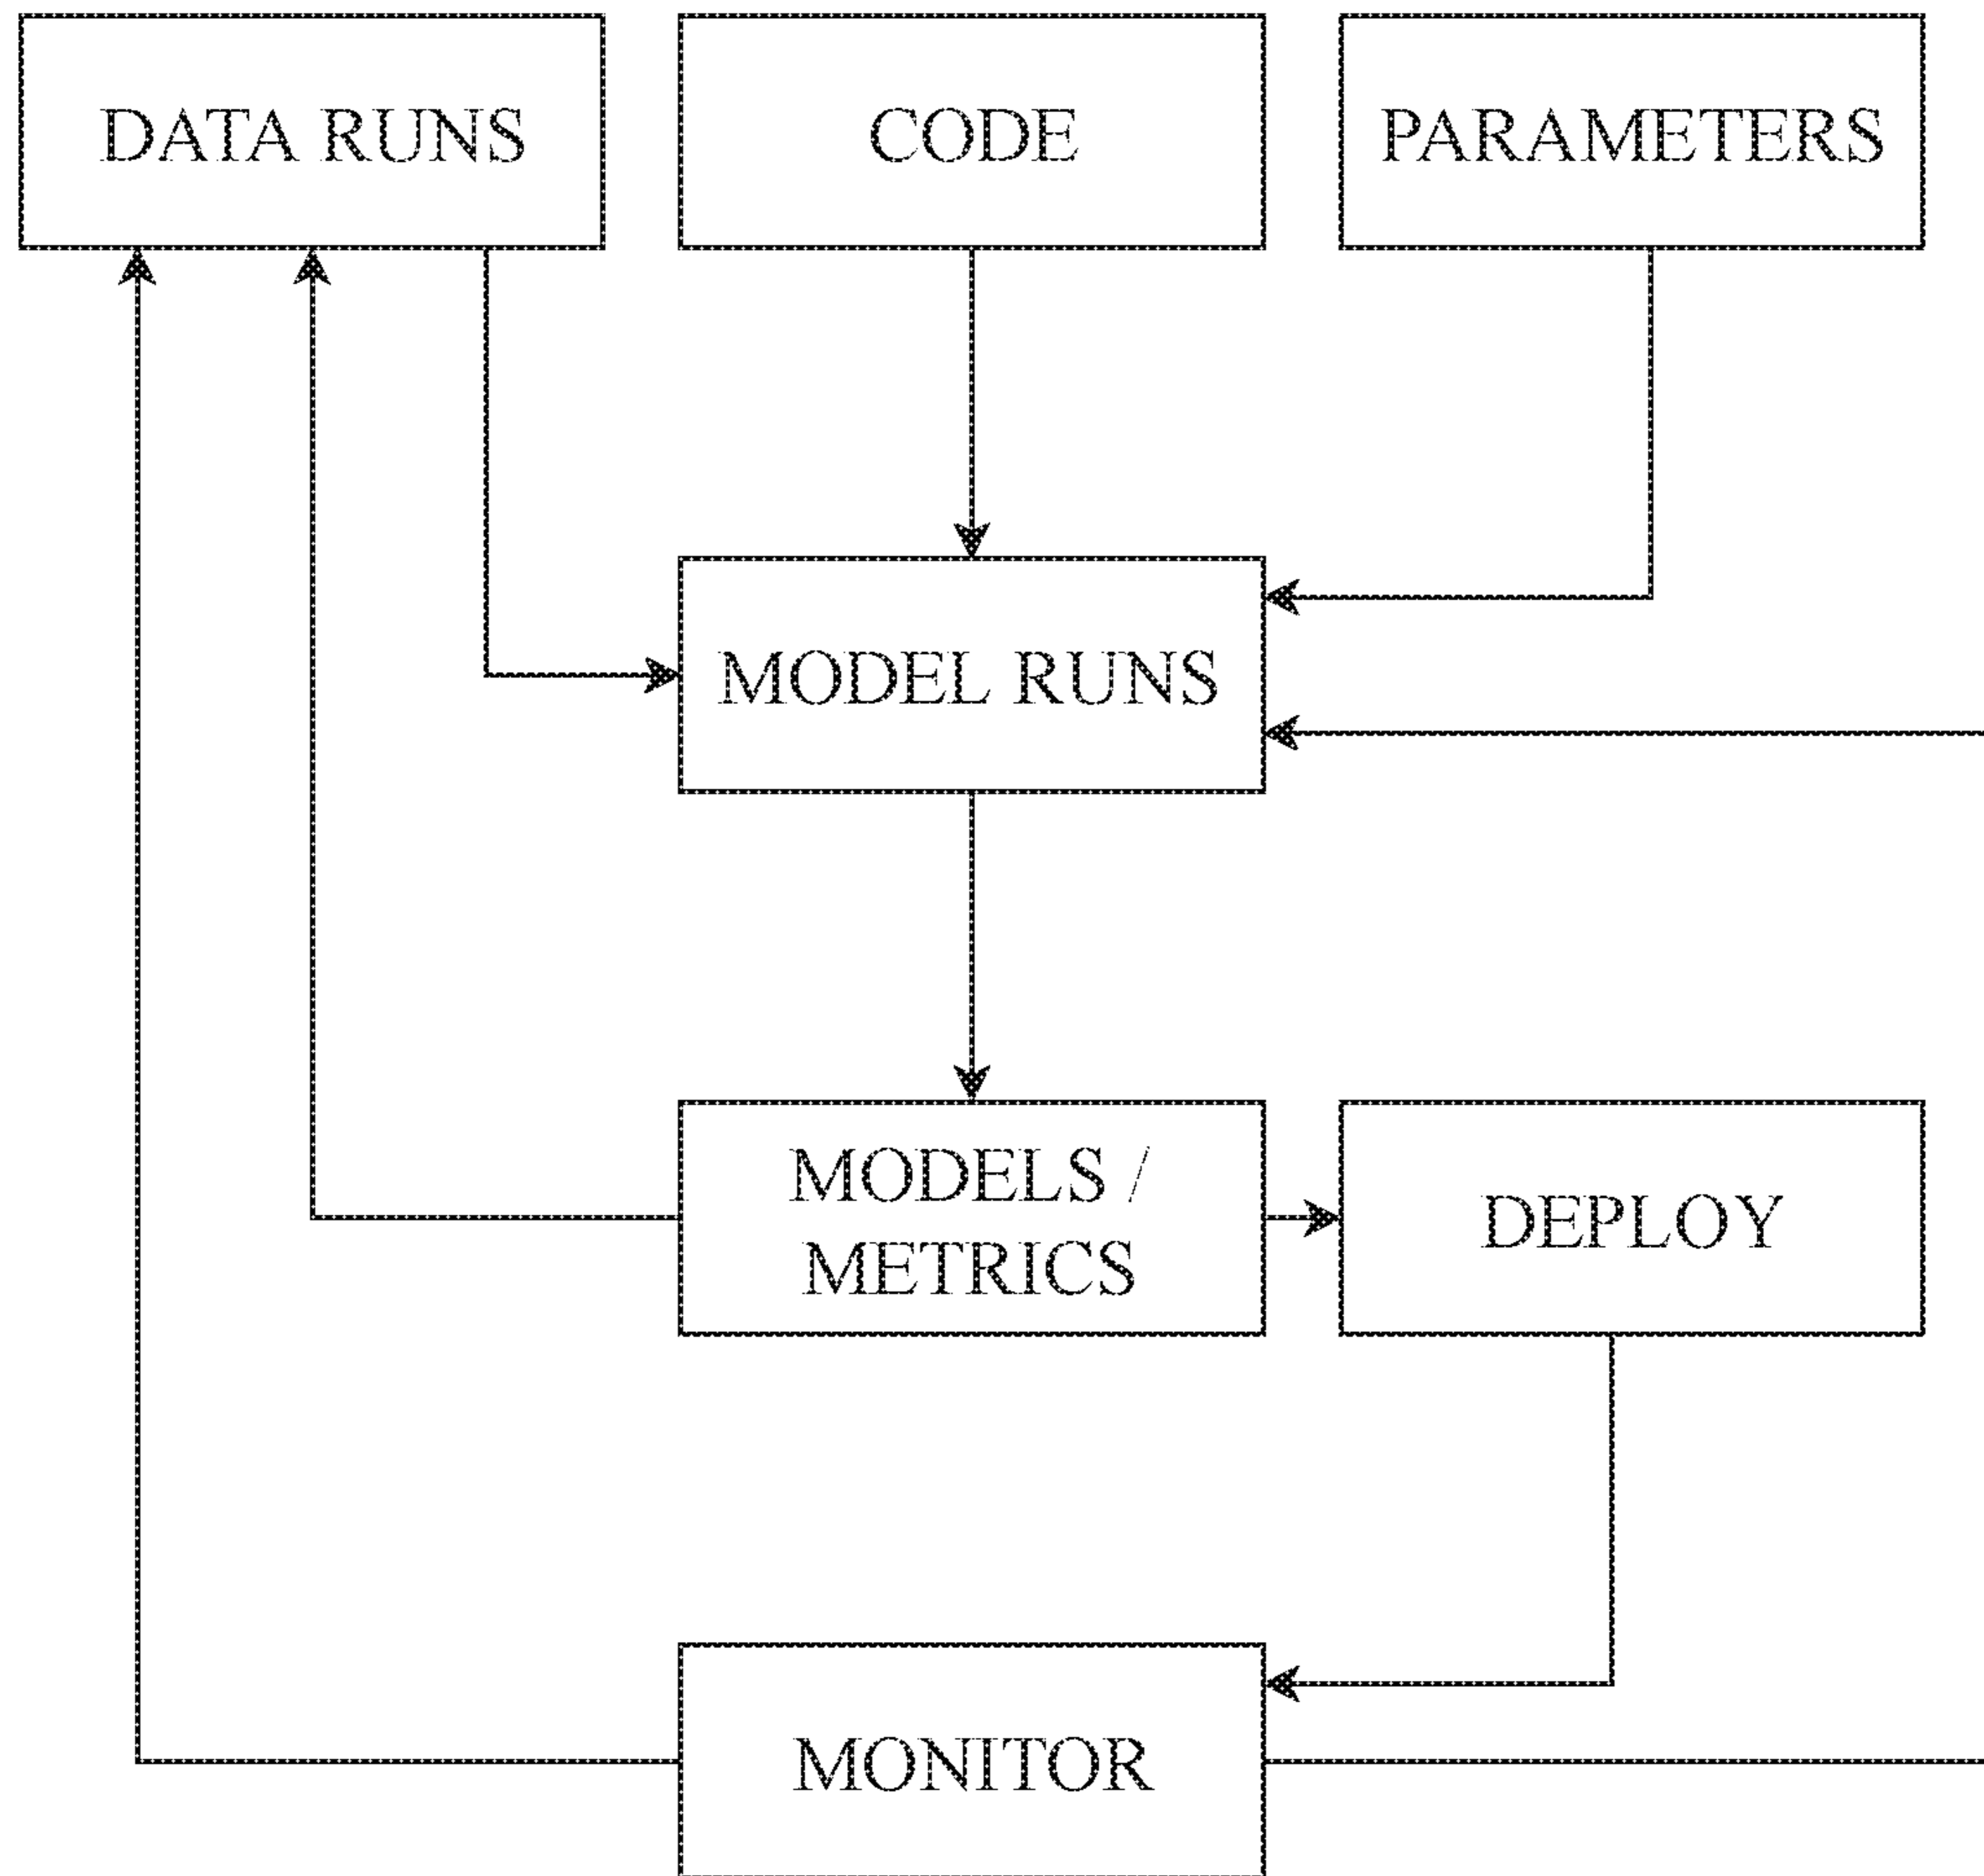 DATA RUNS
CODE
PARAMETERS
MODEL RUNS
MODELS /
METRICS
DEPLOY
MONITOR